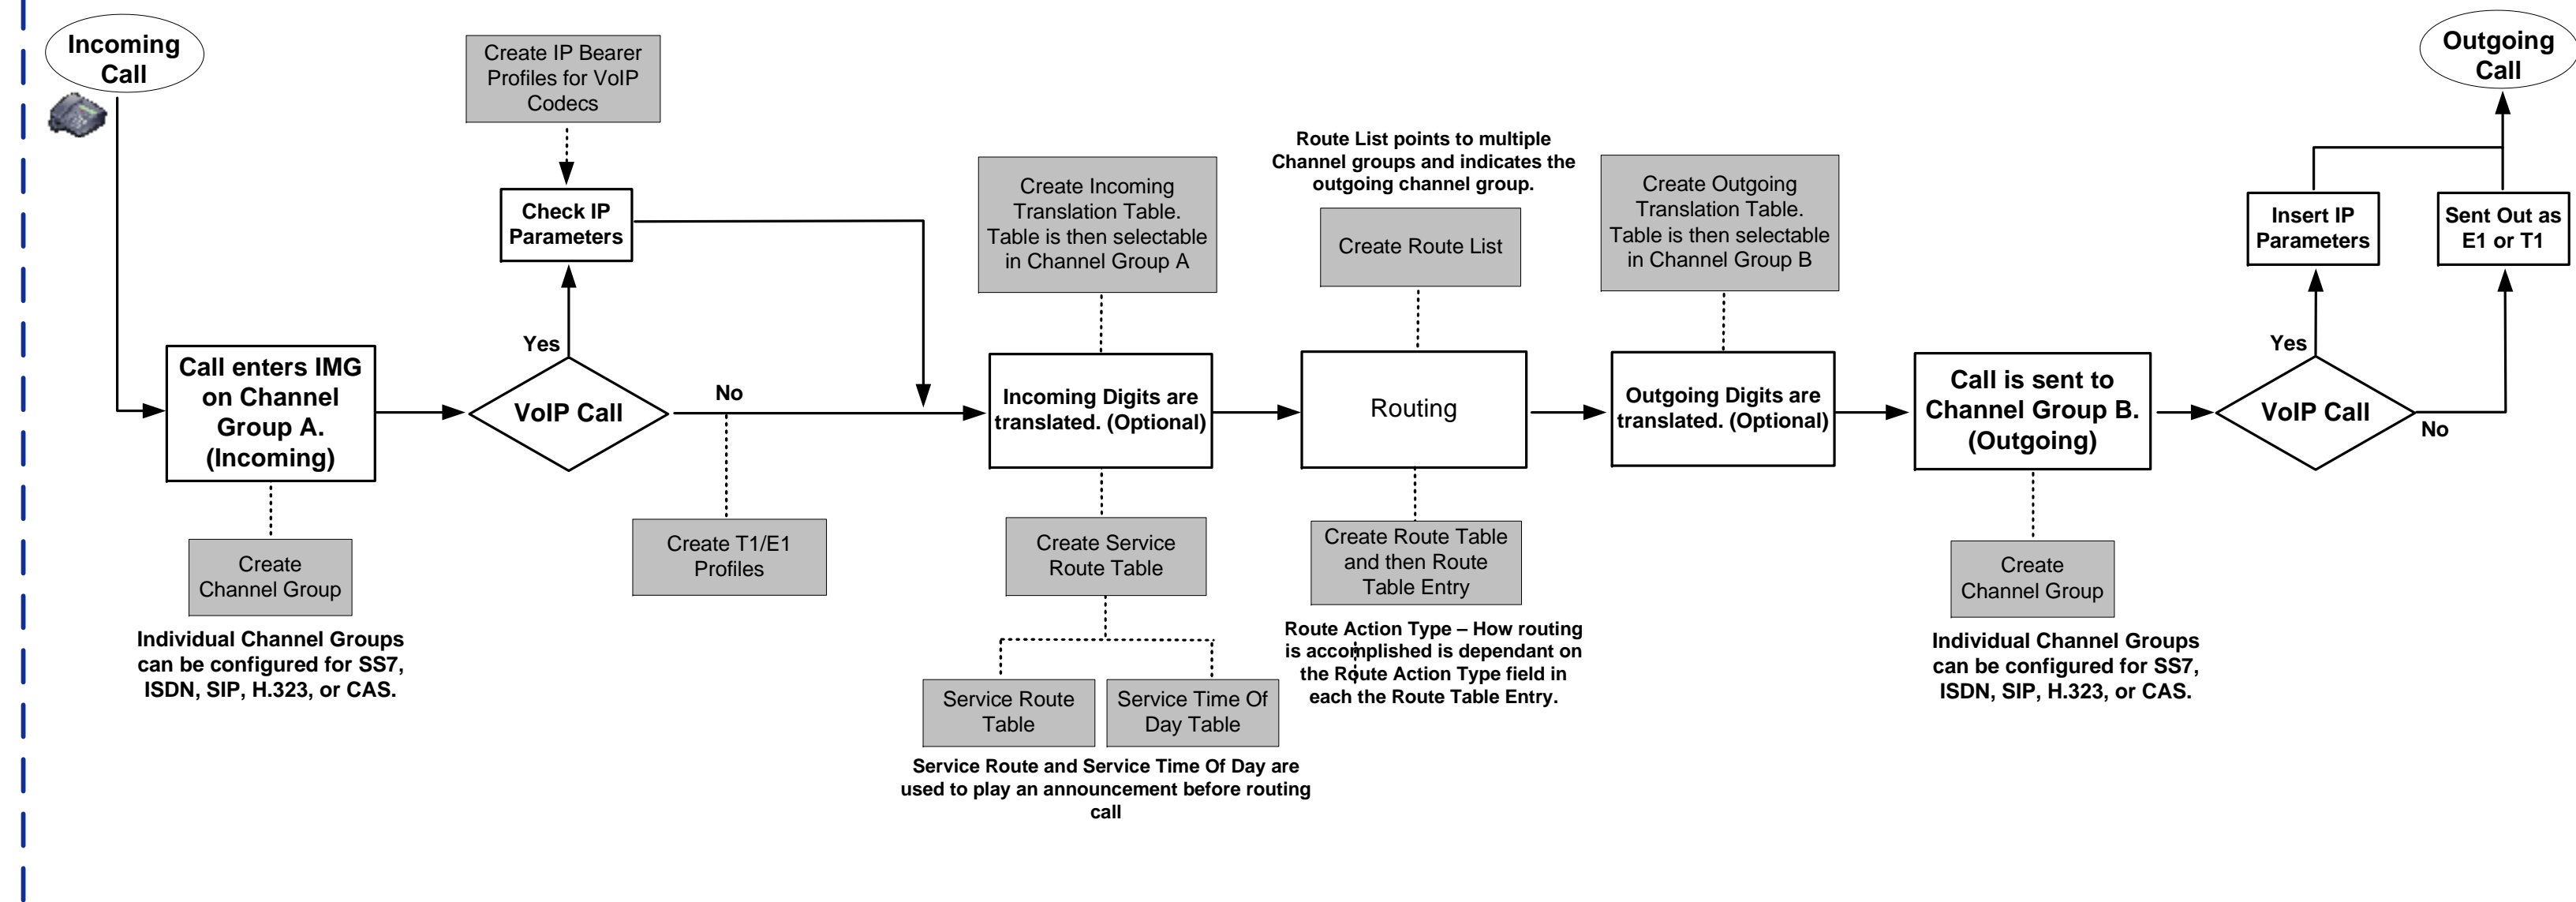 Incoming
Call
Create IP Bearer
Profiles for VoIP
Codecs
Check IP
Parameters
Yes
Call enters IMG
on Channel
Group A.
(Incoming)
VoIP Call
No
Create
Channel Group
Individual Channel Groups
can be configured for SS7,
ISDN, SIP, H.323, or CAS.
Create T1/E1
Profiles
Create Incoming
Translation Table.
Table is then selectable
in Channel Group A
Incoming Digits are
translated. (Optional)
Create Service
Route Table
Service Route
Table
Service Time Of
Day Table
Service Route and Service Time Of Day are
used to play an announcement before routing
call
Route List points to multiple
Channel groups and indicates the
outgoing channel group.
Create Route List
Routing
Create Route Table
and then Route
Table Entry
Route Action Type – How routing
is accomplished is dependant on
the Route Action Type field in
each the Route Table Entry.
Create Outgoing
Translation Table.
Table is then selectable
in Channel Group B
Outgoing Digits are
translated. (Optional)
Call is sent to
Channel Group B.
(Outgoing)
Create
Channel Group
Individual Channel Groups
can be configured for SS7,
ISDN, SIP, H.323, or CAS.
VoIP Call
Yes
No
Insert IP
Parameters
Sent Out as
E1 or T1
Outgoing
Call